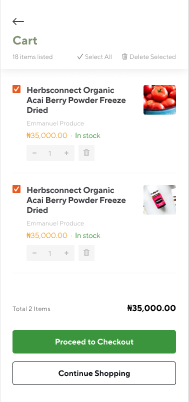 Cart
18 items listed
Select All
Delete Selected
Herbsconnect Organic
Acai Berry Powder Freeze
Dried
Emmanuel Produce
₦35,000.00 · In stock
− 1 +
Herbsconnect Organic
Acai Berry Powder Freeze
Dried
Emmanuel Produce
₦35,000.00 · In stock
− 1 +
Total 2 Items
₦35,000.00
Proceed to Checkout
Continue Shopping